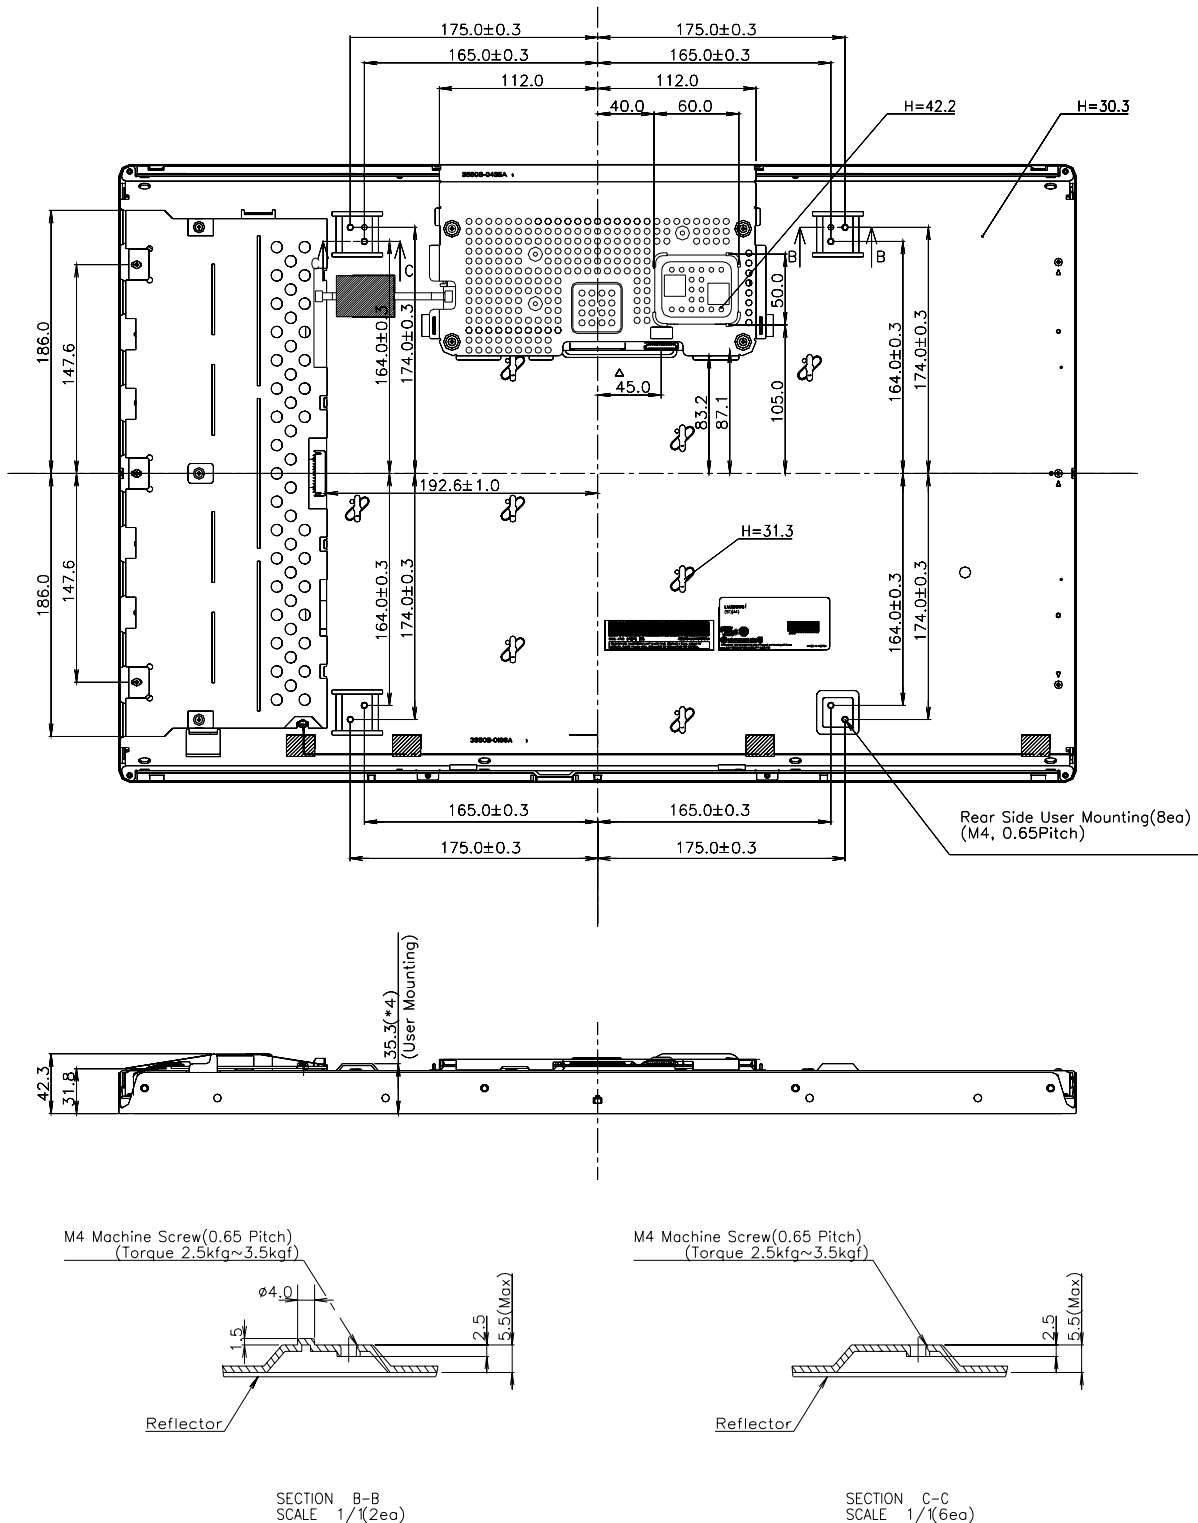 175.0±0.3 175.0±0.3
165.0±0.3 165.0±0.3
112.0 112.0
40.0 60.0 H=42.2 H=30.3
35505-0435A
C B B
186.0
147.6
164.0±0.3
174.0±0.3
50.0
105.0
164.0±0.3
174.0±0.3
45.0
83.2
87.1
192.6±1.0
H=31.3
186.0
147.6
164.0±0.3
174.0±0.3
164.0±0.3
174.0±0.3
165.0±0.3 165.0±0.3
175.0±0.3 175.0±0.3
Rear Side User Mounting(8ea)
(M4, 0.65Pitch)
35.3(*4)
(User Mounting)
42.3
31.8
M4 Machine Screw(0.65 Pitch)
(Torque 2.5kfg~3.5kgf)
ø4.0
1.5
2.5
5.5(Max)
Reflector
M4 Machine Screw(0.65 Pitch)
(Torque 2.5kfg~3.5kgf)
2.5
5.5(Max)
Reflector
SECTION B-B
SCALE 1/1(2ea)
SECTION C-C
SCALE 1/1(6ea)